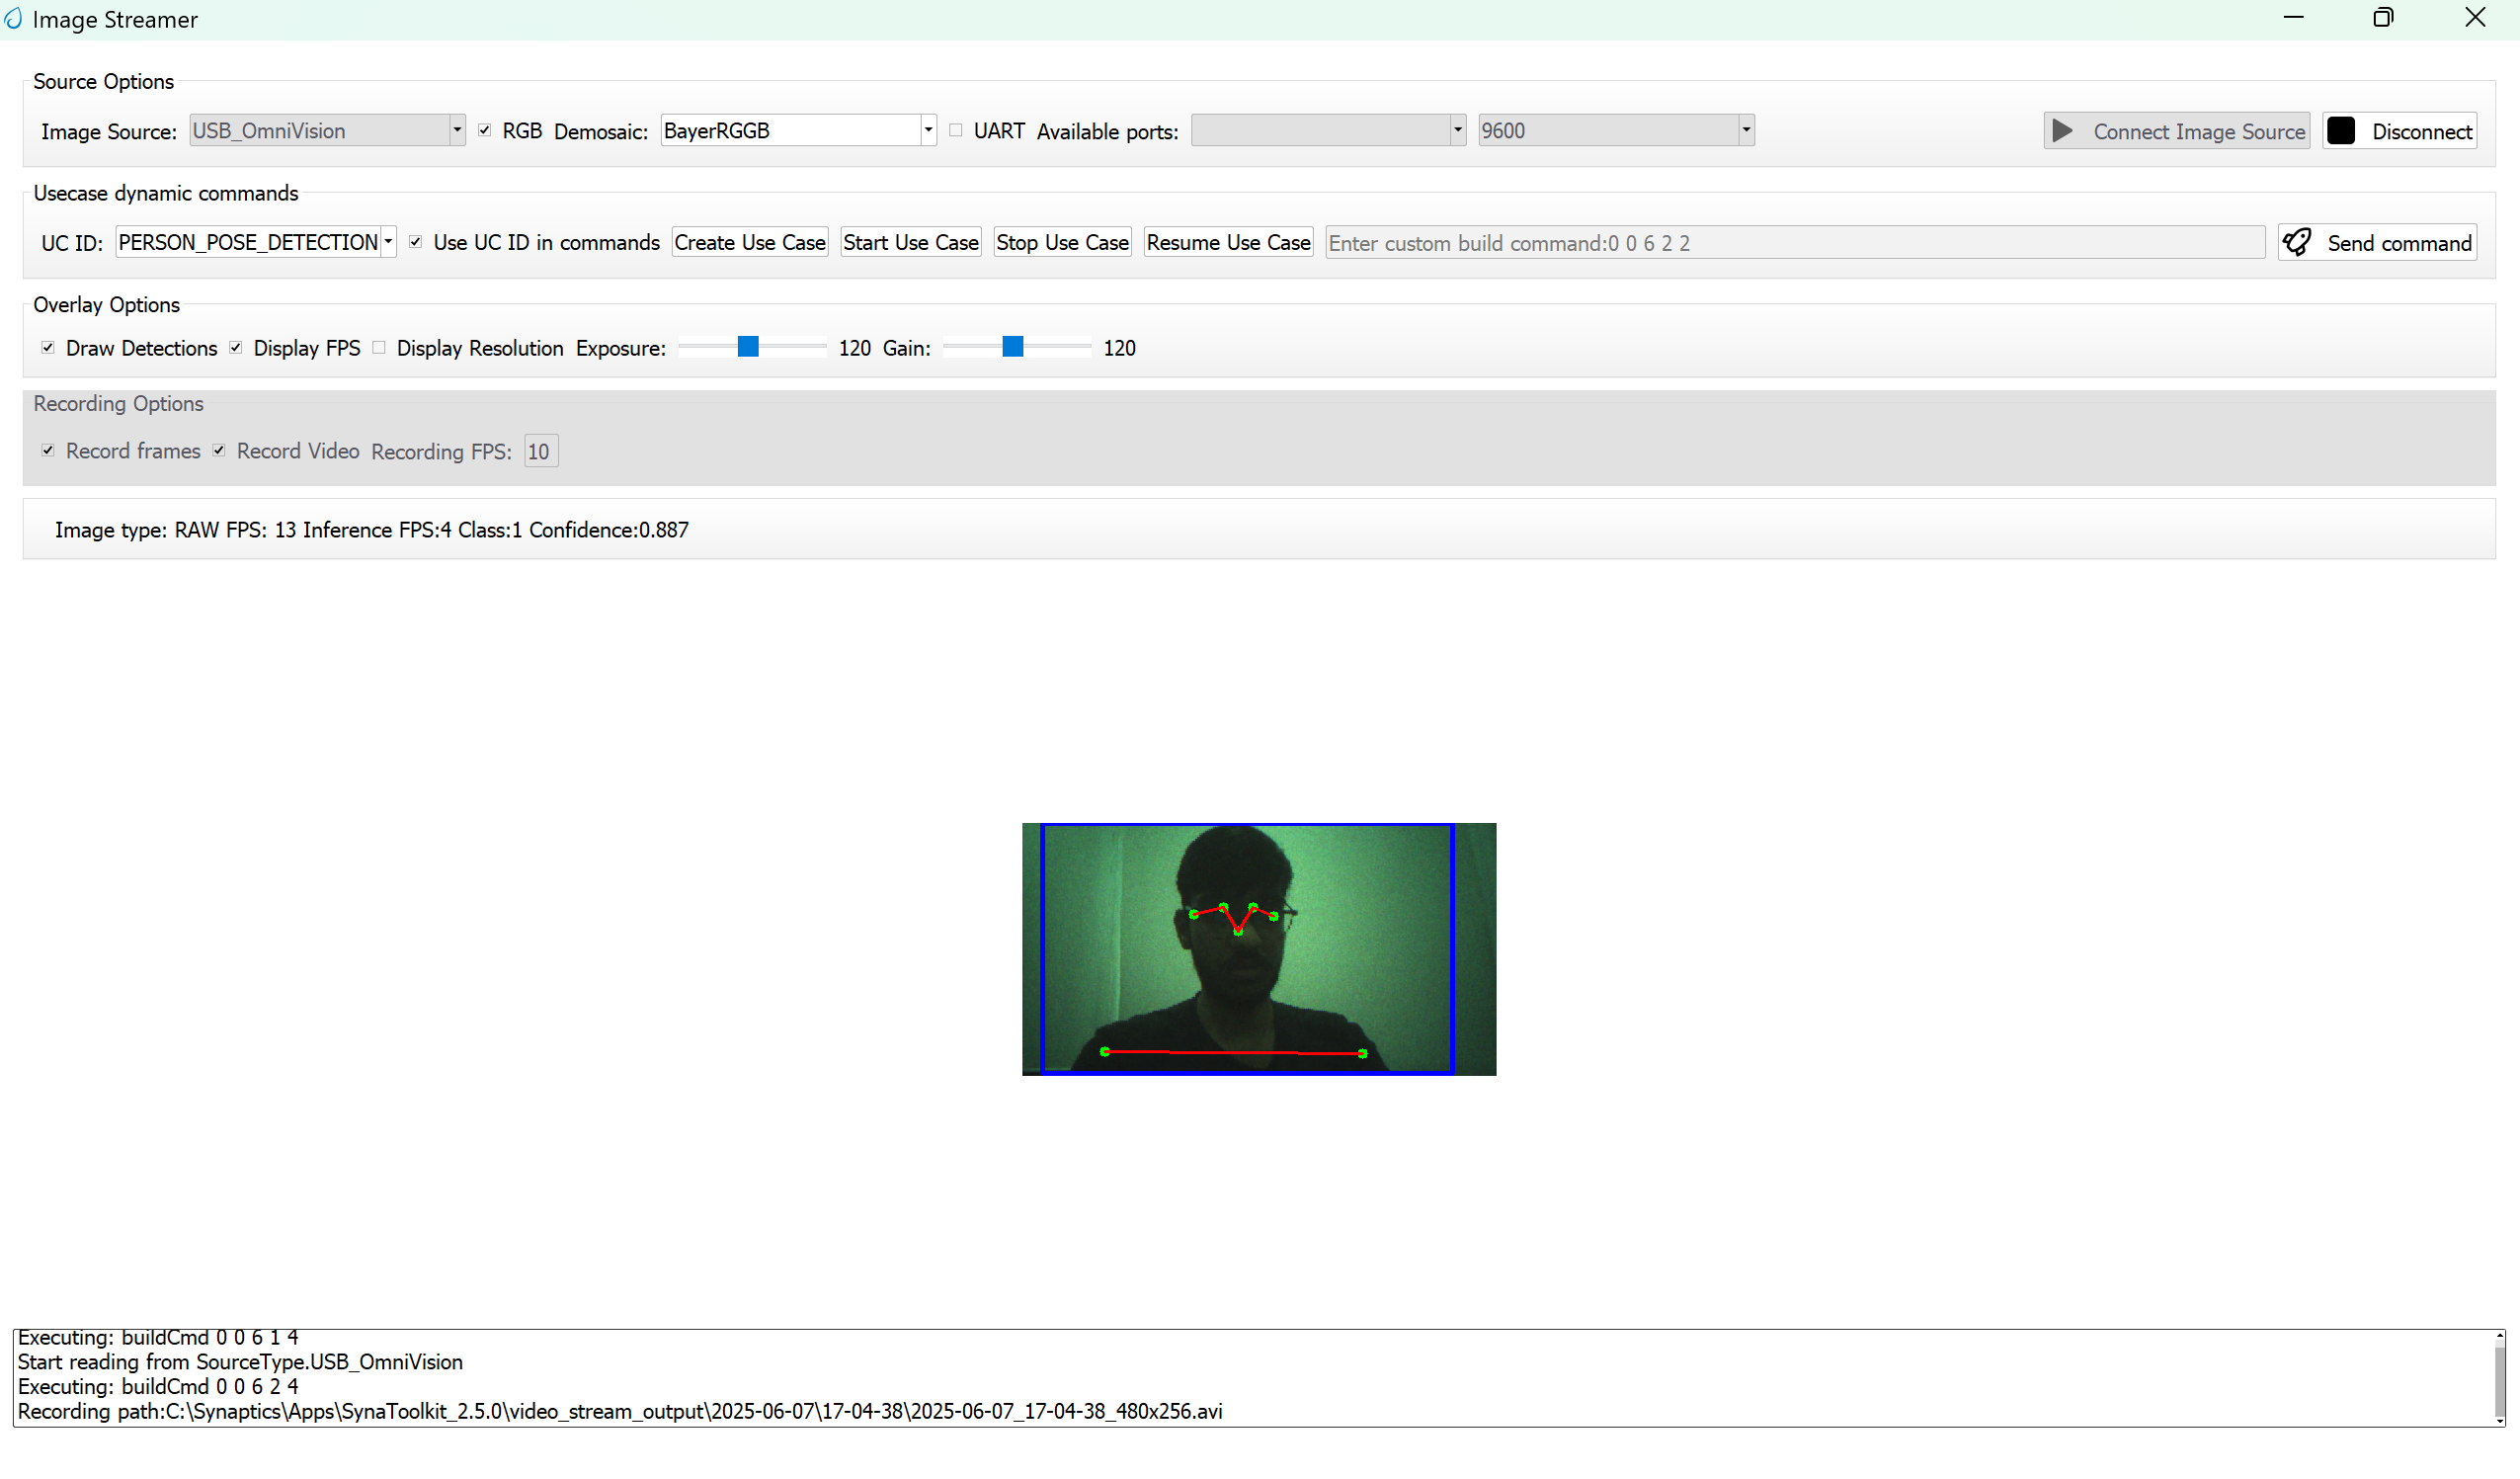 Image Streamer
Source Options
Image Source: USB_OmniVision RGB Demosaic: BayerRGGB UART Available ports: 9600 Connect Image Source Disconnect
Usecase dynamic commands
UC ID: PERSON_POSE_DETECTION Use UC ID in commands Create Use Case Start Use Case Stop Use Case Resume Use Case Enter custom build command:0 0 6 2 2 Send command
Overlay Options
Draw Detections Display FPS Display Resolution Exposure: 120 Gain: 120
Recording Options
Record frames Record Video Recording FPS: 10
Image type: RAW FPS: 13 Inference FPS:4 Class:1 Confidence:0.887
Executing: buildCmd 0 0 6 1 4
Start reading from SourceType.USB_OmniVision
Executing: buildCmd 0 0 6 2 4
Recording path:C:\Synaptics\Apps\SynaToolkit_2.5.0\video_stream_output\2025-06-07\17-04-38\2025-06-07_17-04-38_480x256.avi